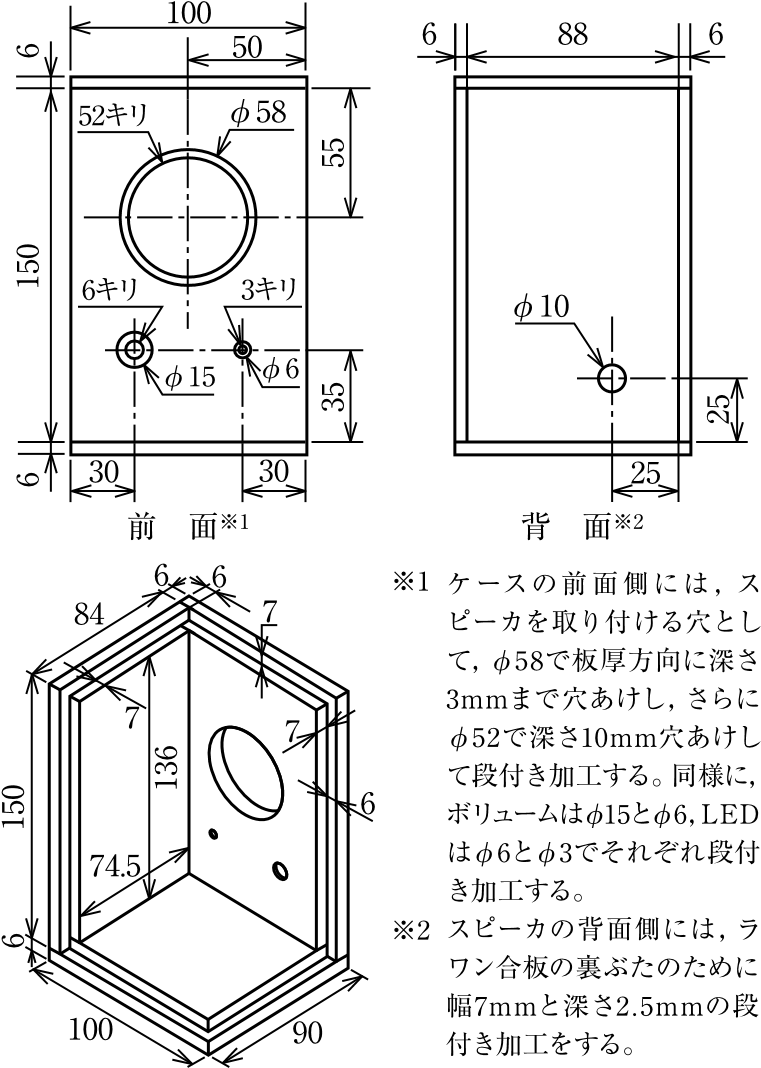 100
50
6
52キリ
φ58
55
150
6キリ
3キリ
φ15
φ6
35
6
30
30
前　面※1
6
88
6
φ10
25
25
背　面※2
6
6
84
7
7
7
136
150
6
74.5
6
100
90
※1 ケースの前面側には，ス
ピーカを取り付ける穴とし
て，φ58で板厚方向に深さ
3mmまで穴あけし，さらに
φ52で深さ10mm穴あけし
て段付き加工する。同様に，
ボリュームはφ15とφ6，LED
はφ6とφ3でそれぞれ段付
き加工する。
※2 スピーカの背面側には，ラ
ワン合板の裏ぶたのために
幅7mmと深さ2.5mmの段
付き加工をする。